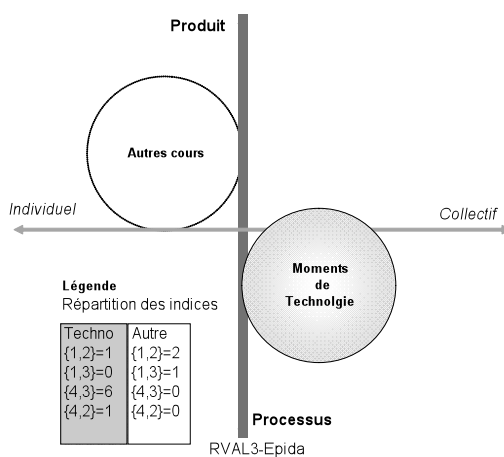 Produit
Autres cours
Individuel
Collectif
Moments
de
Technolgie
Légende
Répartition des indices
Techno Autre
{1,2}=1 {1,2}=2
{1,3}=0 {1,3}=1
{4,3}=6 {4,3}=0
{4,2}=1 {4,2}=0
Processus
RVAL3-Epida